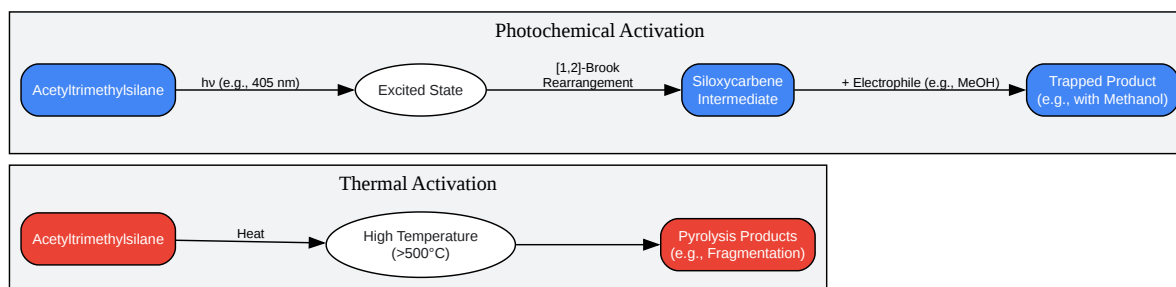 Photochemical Activation
Acetyltrimethylsilane
hν (e.g., 405 nm)
Excited State
[1,2]-Brook
Rearrangement
Siloxycarbene
Intermediate
+ Electrophile (e.g., MeOH)
Trapped Product
(e.g., with Methanol)
Thermal Activation
Acetyltrimethylsilane
Heat
High Temperature
(>500°C)
Pyrolysis Products
(e.g., Fragmentation)